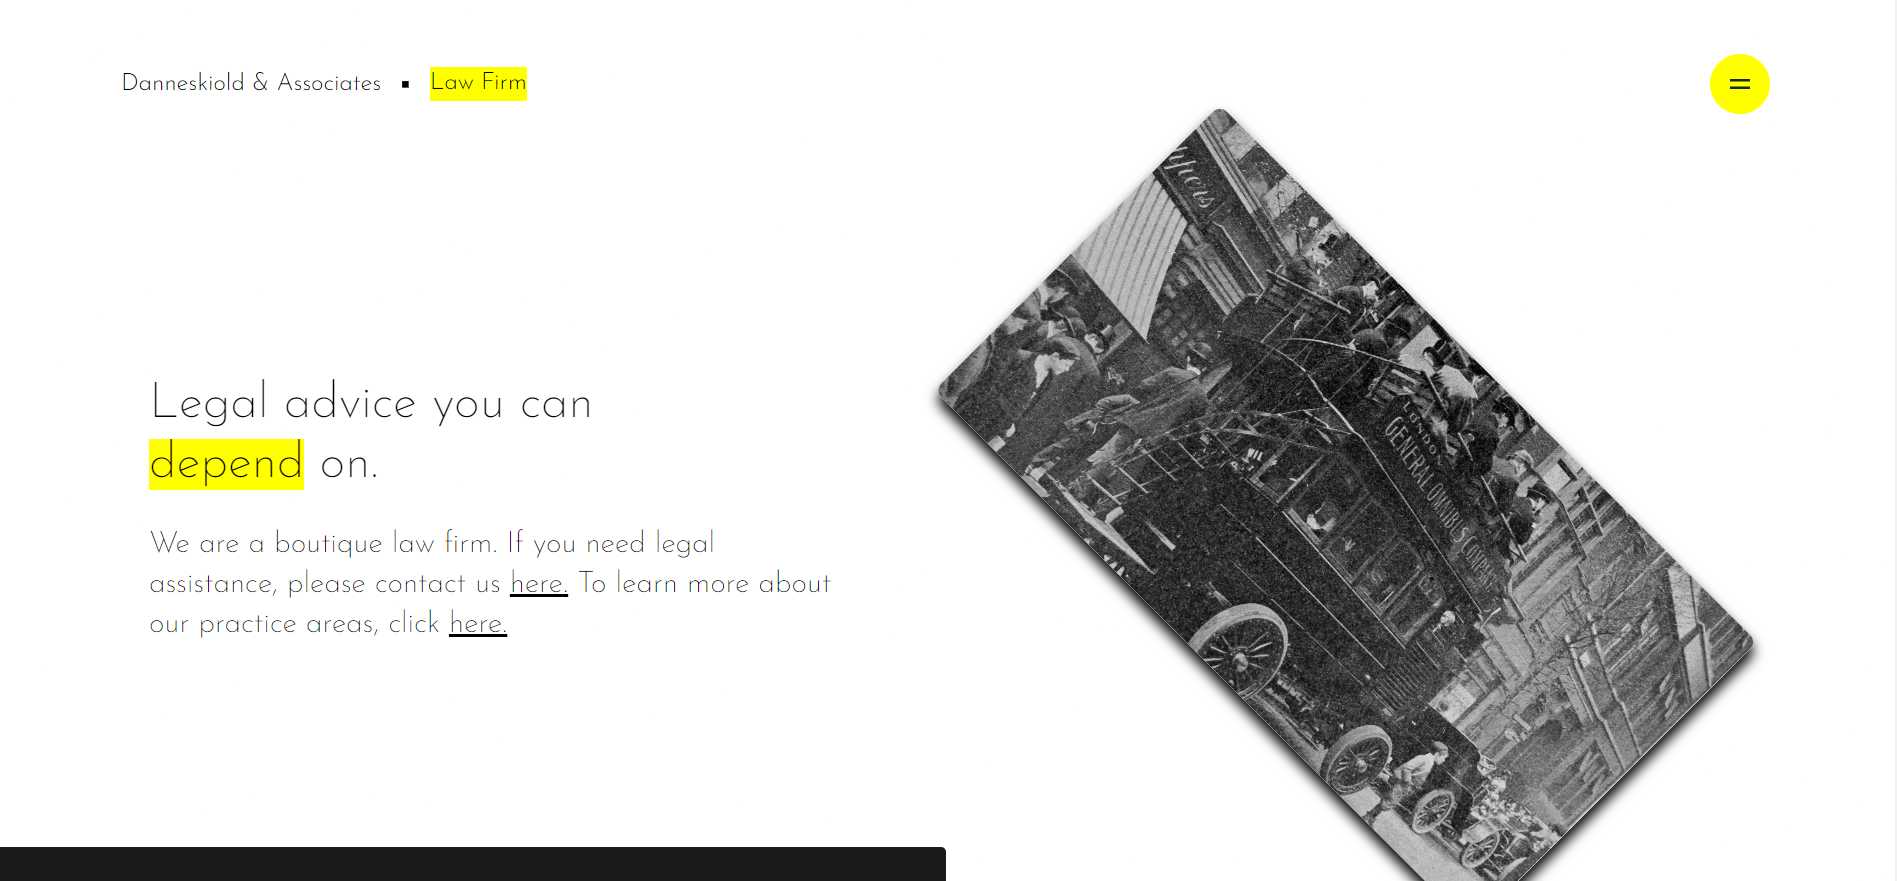 Danneskiold & Associates ▪ Law Firm
Legal advice you can
depend on.
We are a boutique law firm. If you need legal
assistance, please contact us here. To learn more about
our practice areas, click here.
LONDON
GENERAL OMNIBUS COMPANY